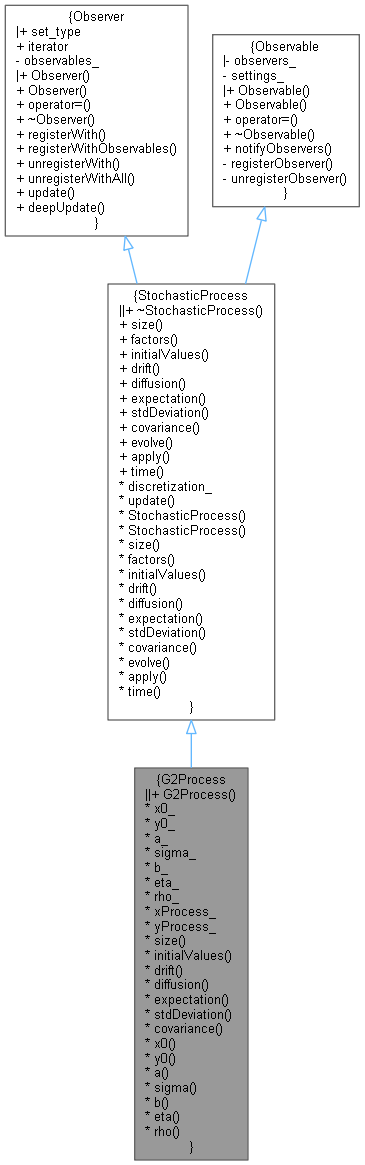 {Observer
|+ set_type
+ iterator
- observables_
|+ Observer()
+ Observer()
+ operator=()
+ ~Observer()
+ registerWith()
+ registerWithObservables()
+ unregisterWith()
+ unregisterWithAll()
+ update()
+ deepUpdate()
}
{Observable
|- observers_
- settings_
|+ Observable()
+ Observable()
+ operator=()
+ ~Observable()
+ notifyObservers()
- registerObserver()
- unregisterObserver()
}
{StochasticProcess
||+ ~StochasticProcess()
+ size()
+ factors()
+ initialValues()
+ drift()
+ diffusion()
+ expectation()
+ stdDeviation()
+ covariance()
+ evolve()
+ apply()
+ time()
* discretization_
* update()
* StochasticProcess()
* StochasticProcess()
* size()
* factors()
* initialValues()
* drift()
* diffusion()
* expectation()
* stdDeviation()
* covariance()
* evolve()
* apply()
* time()
}
{G2Process
||+ G2Process()
* x0_
* y0_
* a_
* sigma_
* b_
* eta_
* rho_
* xProcess_
* yProcess_
* size()
* initialValues()
* drift()
* diffusion()
* expectation()
* stdDeviation()
* covariance()
* x0()
* y0()
* a()
* sigma()
* b()
* eta()
* rho()
}